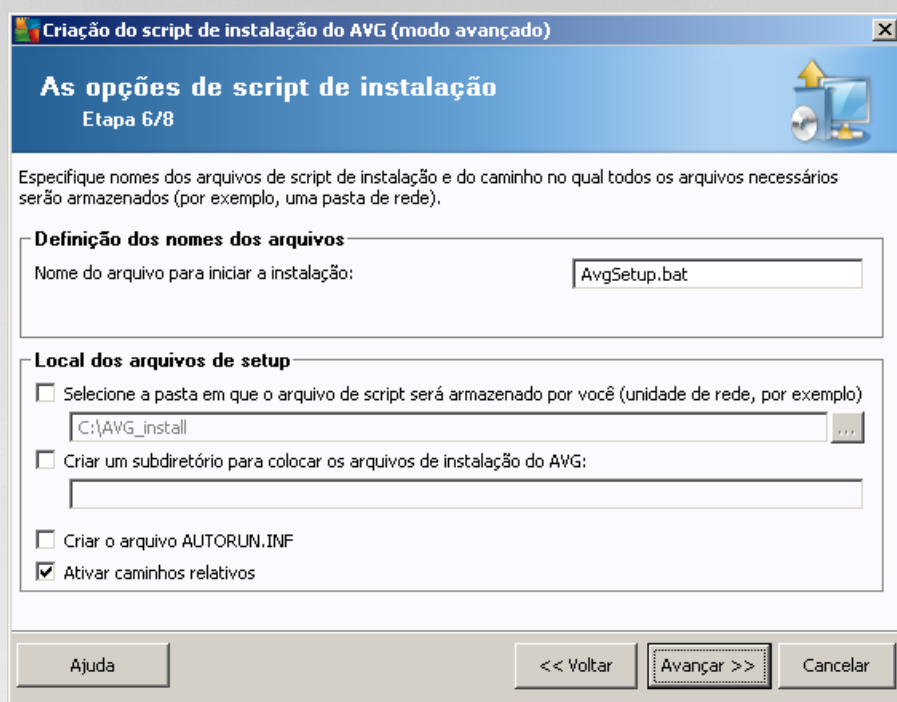 Criação do script de instalação do AVG (modo avançado)
As opções de script de instalação
Etapa 6/8
Especifique nomes dos arquivos de script de instalação e do caminho no qual todos os arquivos necessários
serão armazenados (por exemplo, uma pasta de rede).
Definição dos nomes dos arquivos
Nome do arquivo para iniciar a instalação:
AvgSetup.bat
Local dos arquivos de setup
Selecione a pasta em que o arquivo de script será armazenado por você (unidade de rede, por exemplo)
C:\AVG_install
...
Criar um subdiretório para colocar os arquivos de instalação do AVG:
Criar o arquivo AUTORUN.INF
Ativar caminhos relativos
Ajuda
<< Voltar
Avançar >>
Cancelar